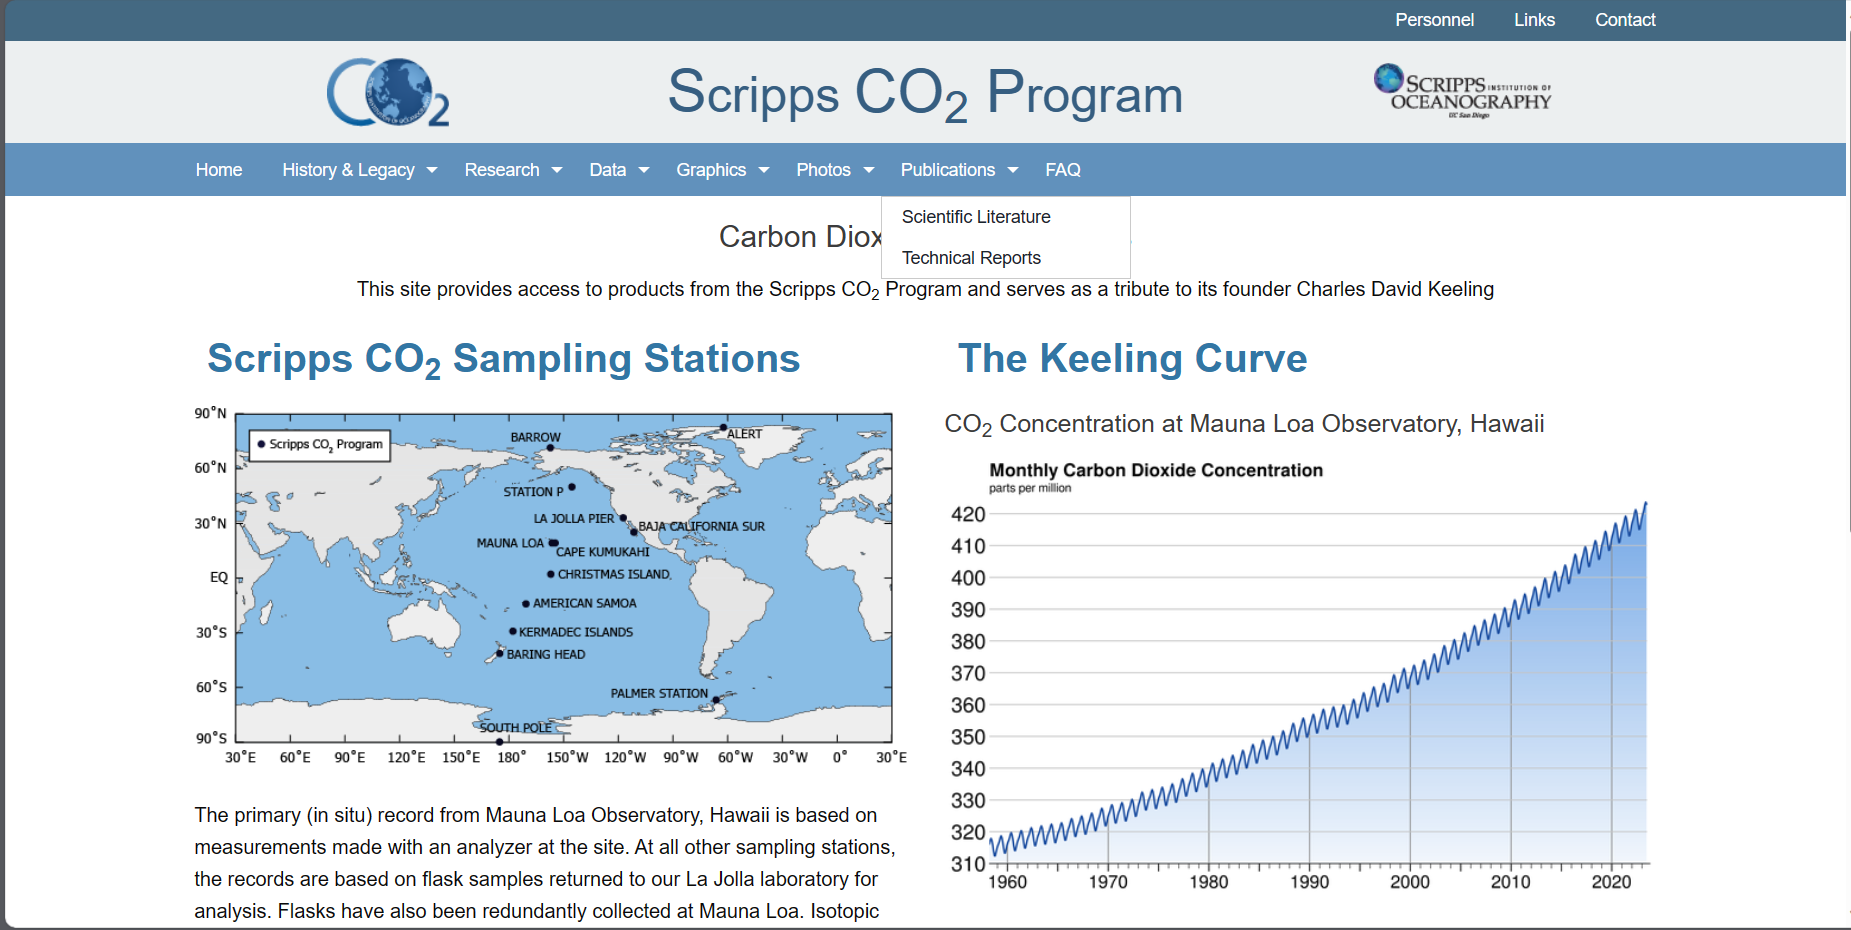 Personnel Links Contact
CO2
Scripps CO₂ Program
SCRIPPS INSTITUTION OF
OCEANOGRAPHY
UC San Diego
Home History & Legacy Research Data Graphics Photos Publications FAQ
Scientific Literature
Technical Reports
Carbon
This site provides access to products from the Scripps CO₂ Program and serves as a tribute to its founder Charles David Keeling
Scripps CO₂ Sampling Stations
90°N
60°N
30°N
EQ
30°S
60°S
90°S
Scripps CO₂ Program
BARROW
ALERT
STATION P
LA JOLLA PIER
BAJA CALIFORNIA SUR
MAUNA LOA
CAPE KUMUKAHI
CHRISTMAS ISLAND
AMERICAN SAMOA
KERMADEC ISLANDS
BARING HEAD
PALMER STATION
SOUTH POLE
30°E 60°E 90°E 120°E 150°E 180° 150°W 120°W 90°W 60°W 30°W 0° 30°E
The primary (in situ) record from Mauna Loa Observatory, Hawaii is based on
measurements made with an analyzer at the site. At all other sampling stations,
the records are based on flask samples returned to our La Jolla laboratory for
analysis. Flasks have also been redundantly collected at Mauna Loa. Isotopic
The Keeling Curve
CO₂ Concentration at Mauna Loa Observatory, Hawaii
Monthly Carbon Dioxide Concentration
parts per million
420
410
400
390
380
370
360
350
340
330
320
310
1960 1970 1980 1990 2000 2010 2020